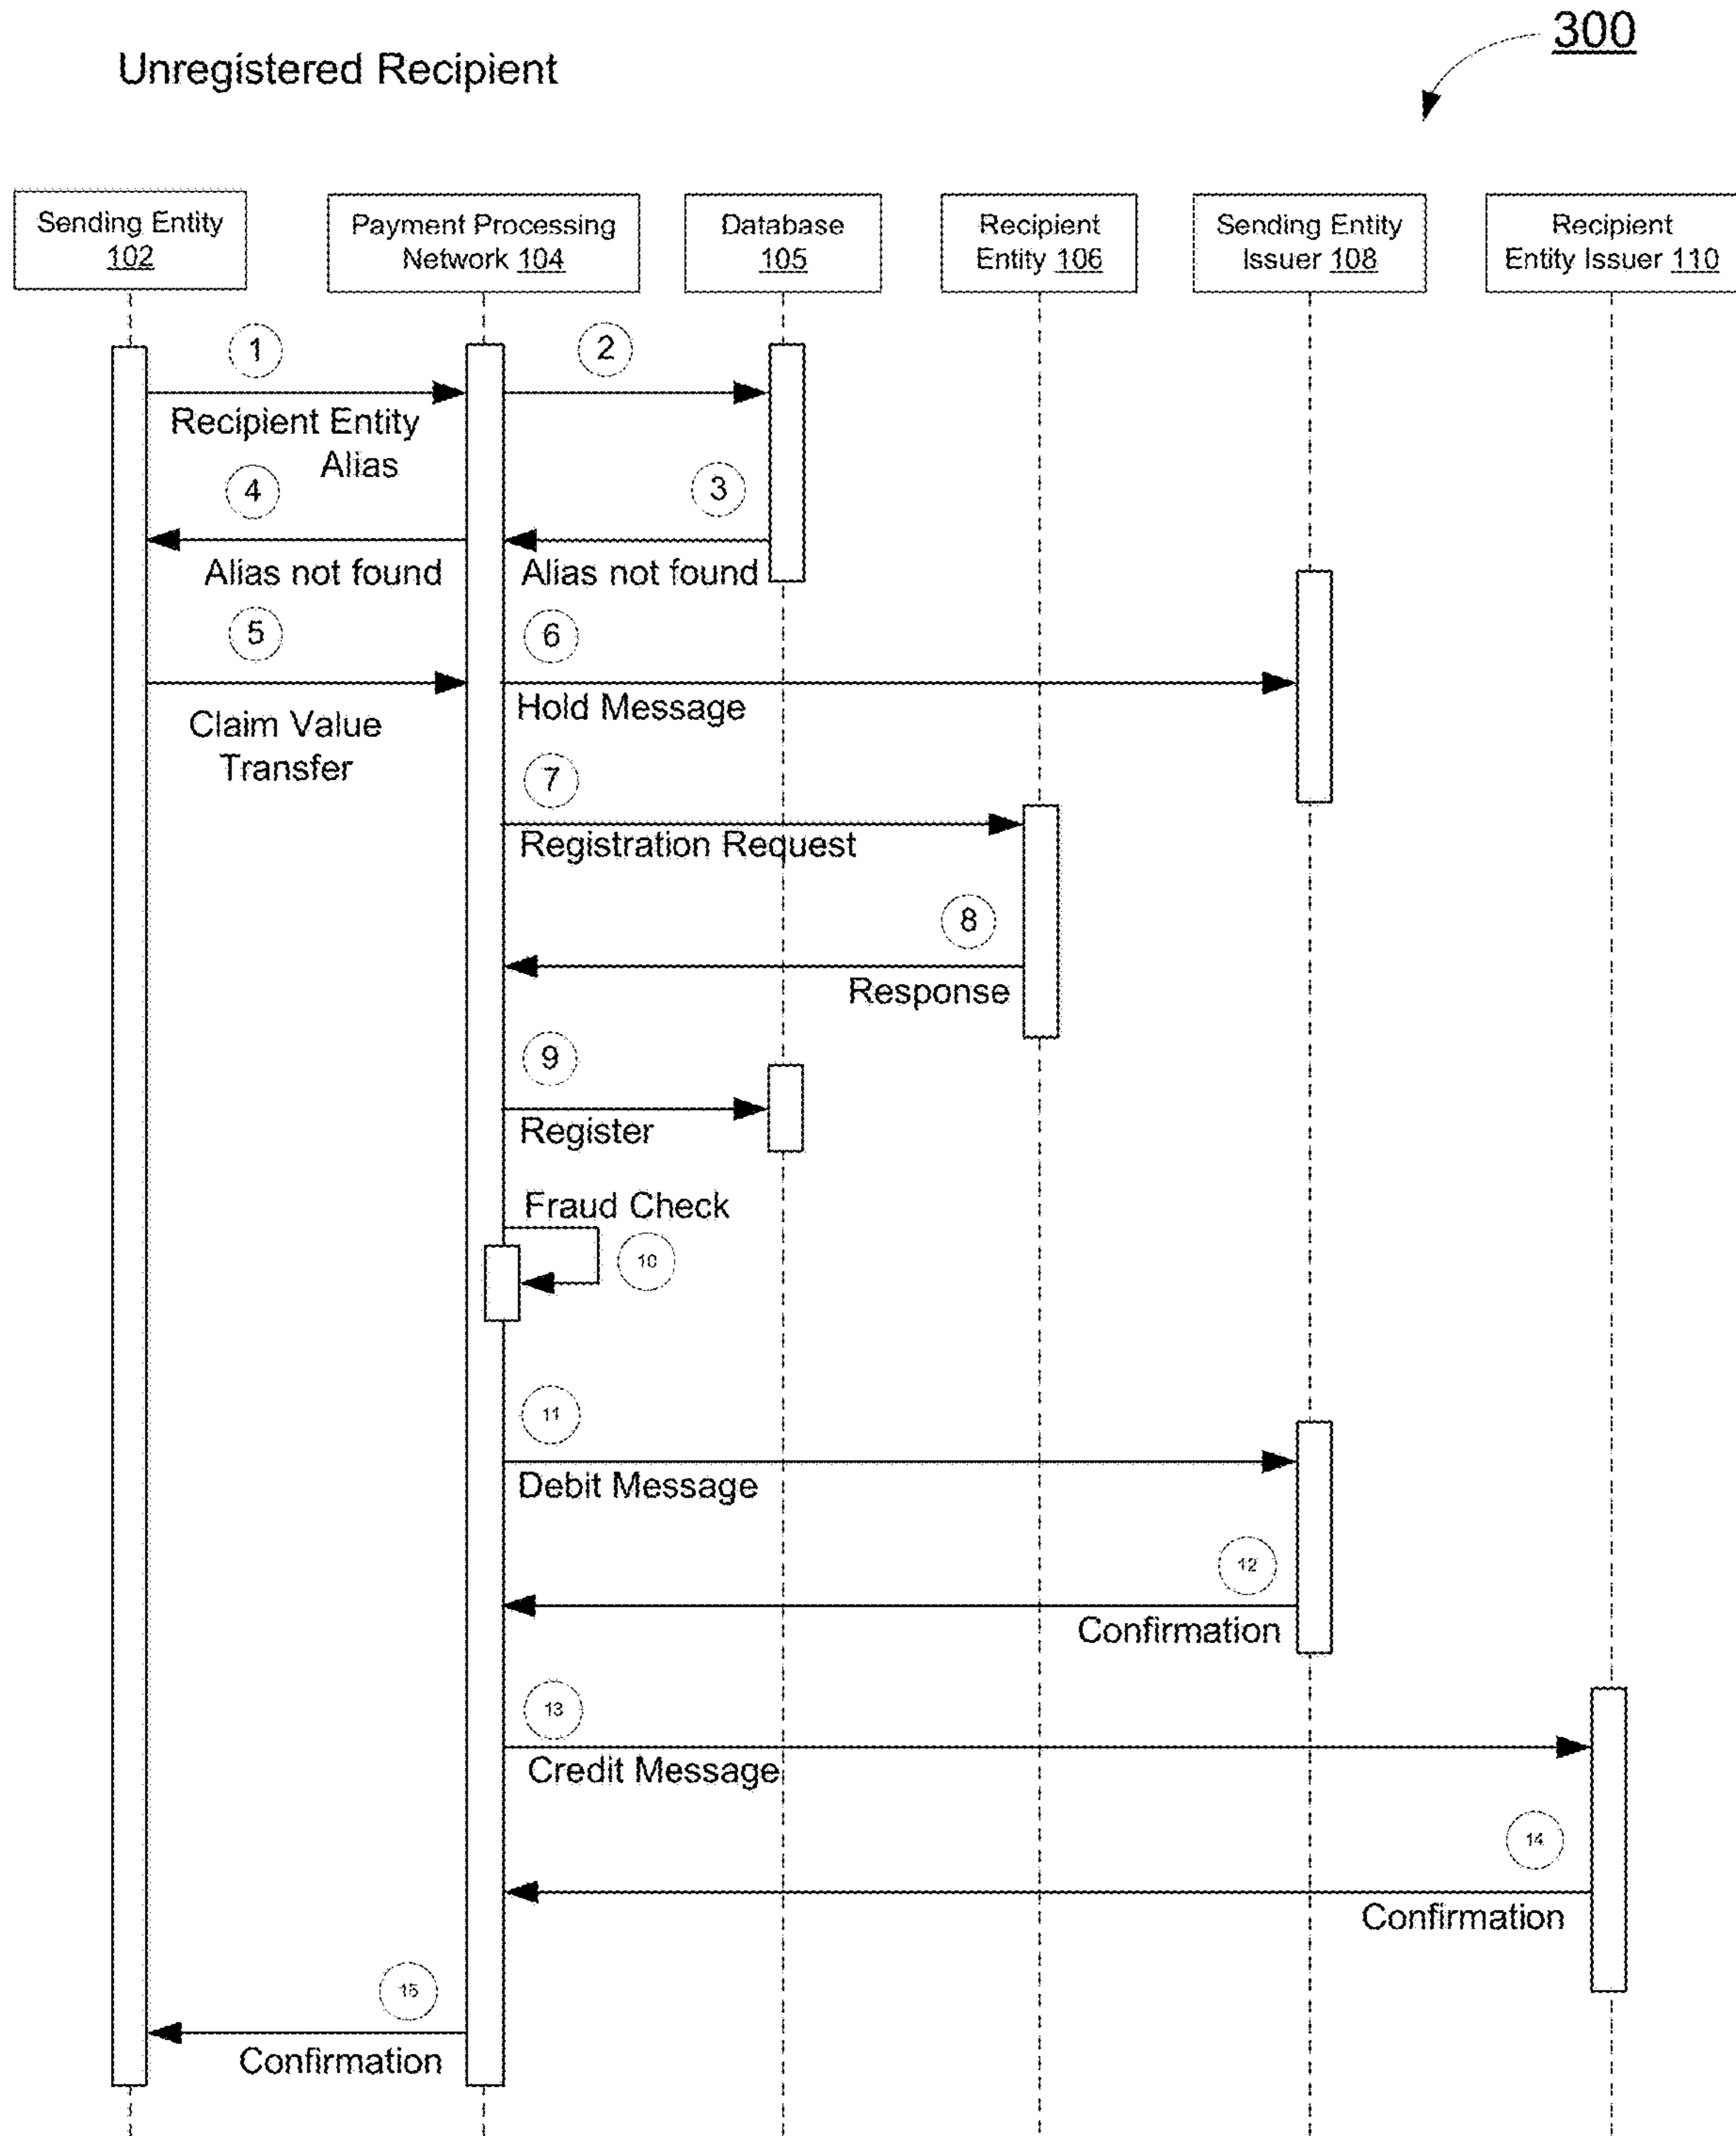 300
Unregistered Recipient
Sending Entity
102
Payment Processing
Network 104
Database
105
Recipient
Entity 106
Sending Entity
Issuer 108
Recipient
Entity Issuer 110
1
2
Recipient Entity
Alias
4
3
Alias not found
Alias not found
5
6
Hold Message
Claim Value
Transfer
7
Registration Request
8
Response
9
Register
Fraud Check
10
11
Debit Message
12
Confirmation
13
Credit Message
14
Confirmation
15
Confirmation